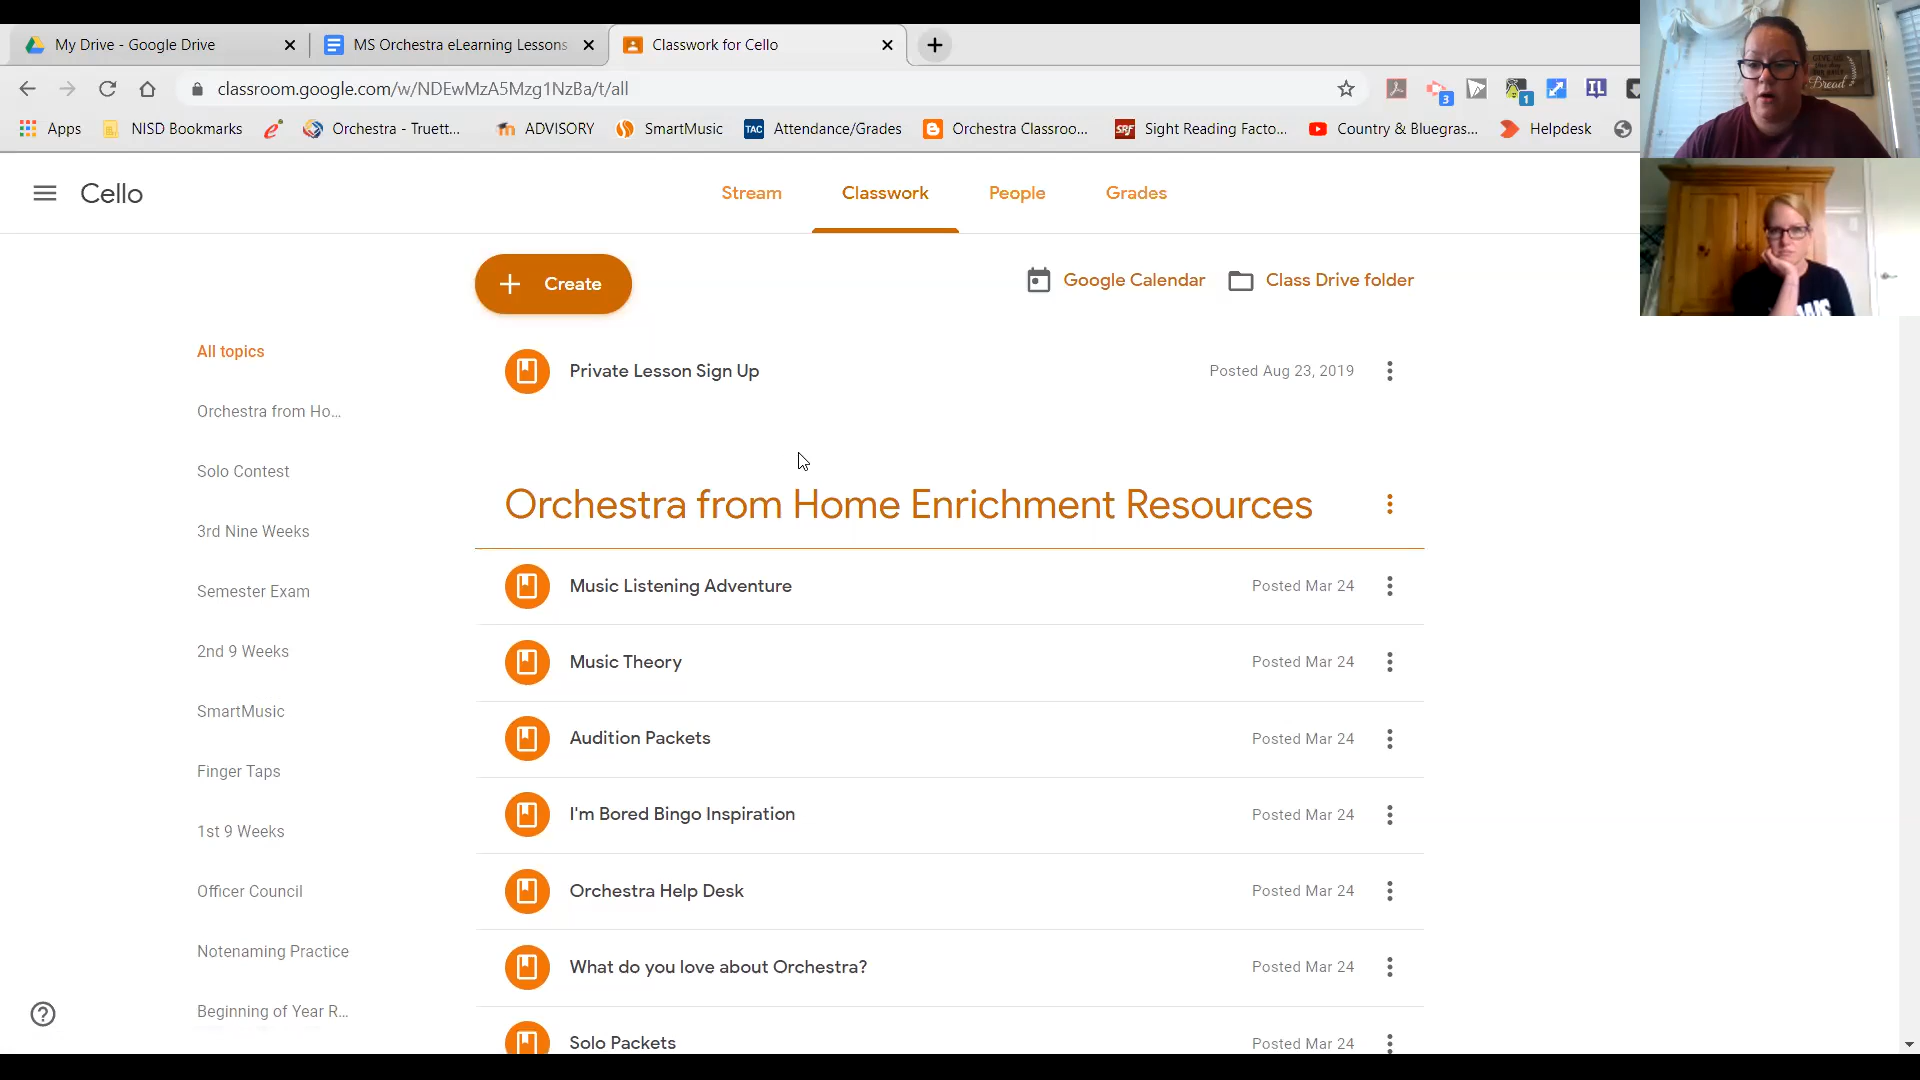 My Drive - Google Drive
MS Orchestra eLearning Lessons
Classwork for Cello
classroom.google.com/w/NDEwMzA5Mzg1NzBa/t/all
3
1
IL
Apps
NISD Bookmarks
Orchestra - Truett...
ADVISORY
SmartMusic
TAC Attendance/Grades
Orchestra Classroo...
SRF Sight Reading Facto...
Country & Bluegras...
Helpdesk
Bread
Cello
Stream
Classwork
People
Grades
Create
Google Calendar
Class Drive folder
All topics
Orchestra from Ho...
Solo Contest
3rd Nine Weeks
Semester Exam
2nd 9 Weeks
SmartMusic
Finger Taps
1st 9 Weeks
Officer Council
Notenaming Practice
Beginning of Year R...
Private Lesson Sign Up
Posted Aug 23, 2019
Orchestra from Home Enrichment Resources
Music Listening Adventure
Posted Mar 24
Music Theory
Posted Mar 24
Audition Packets
Posted Mar 24
I'm Bored Bingo Inspiration
Posted Mar 24
Orchestra Help Desk
Posted Mar 24
What do you love about Orchestra?
Posted Mar 24
Solo Packets
Posted Mar 24